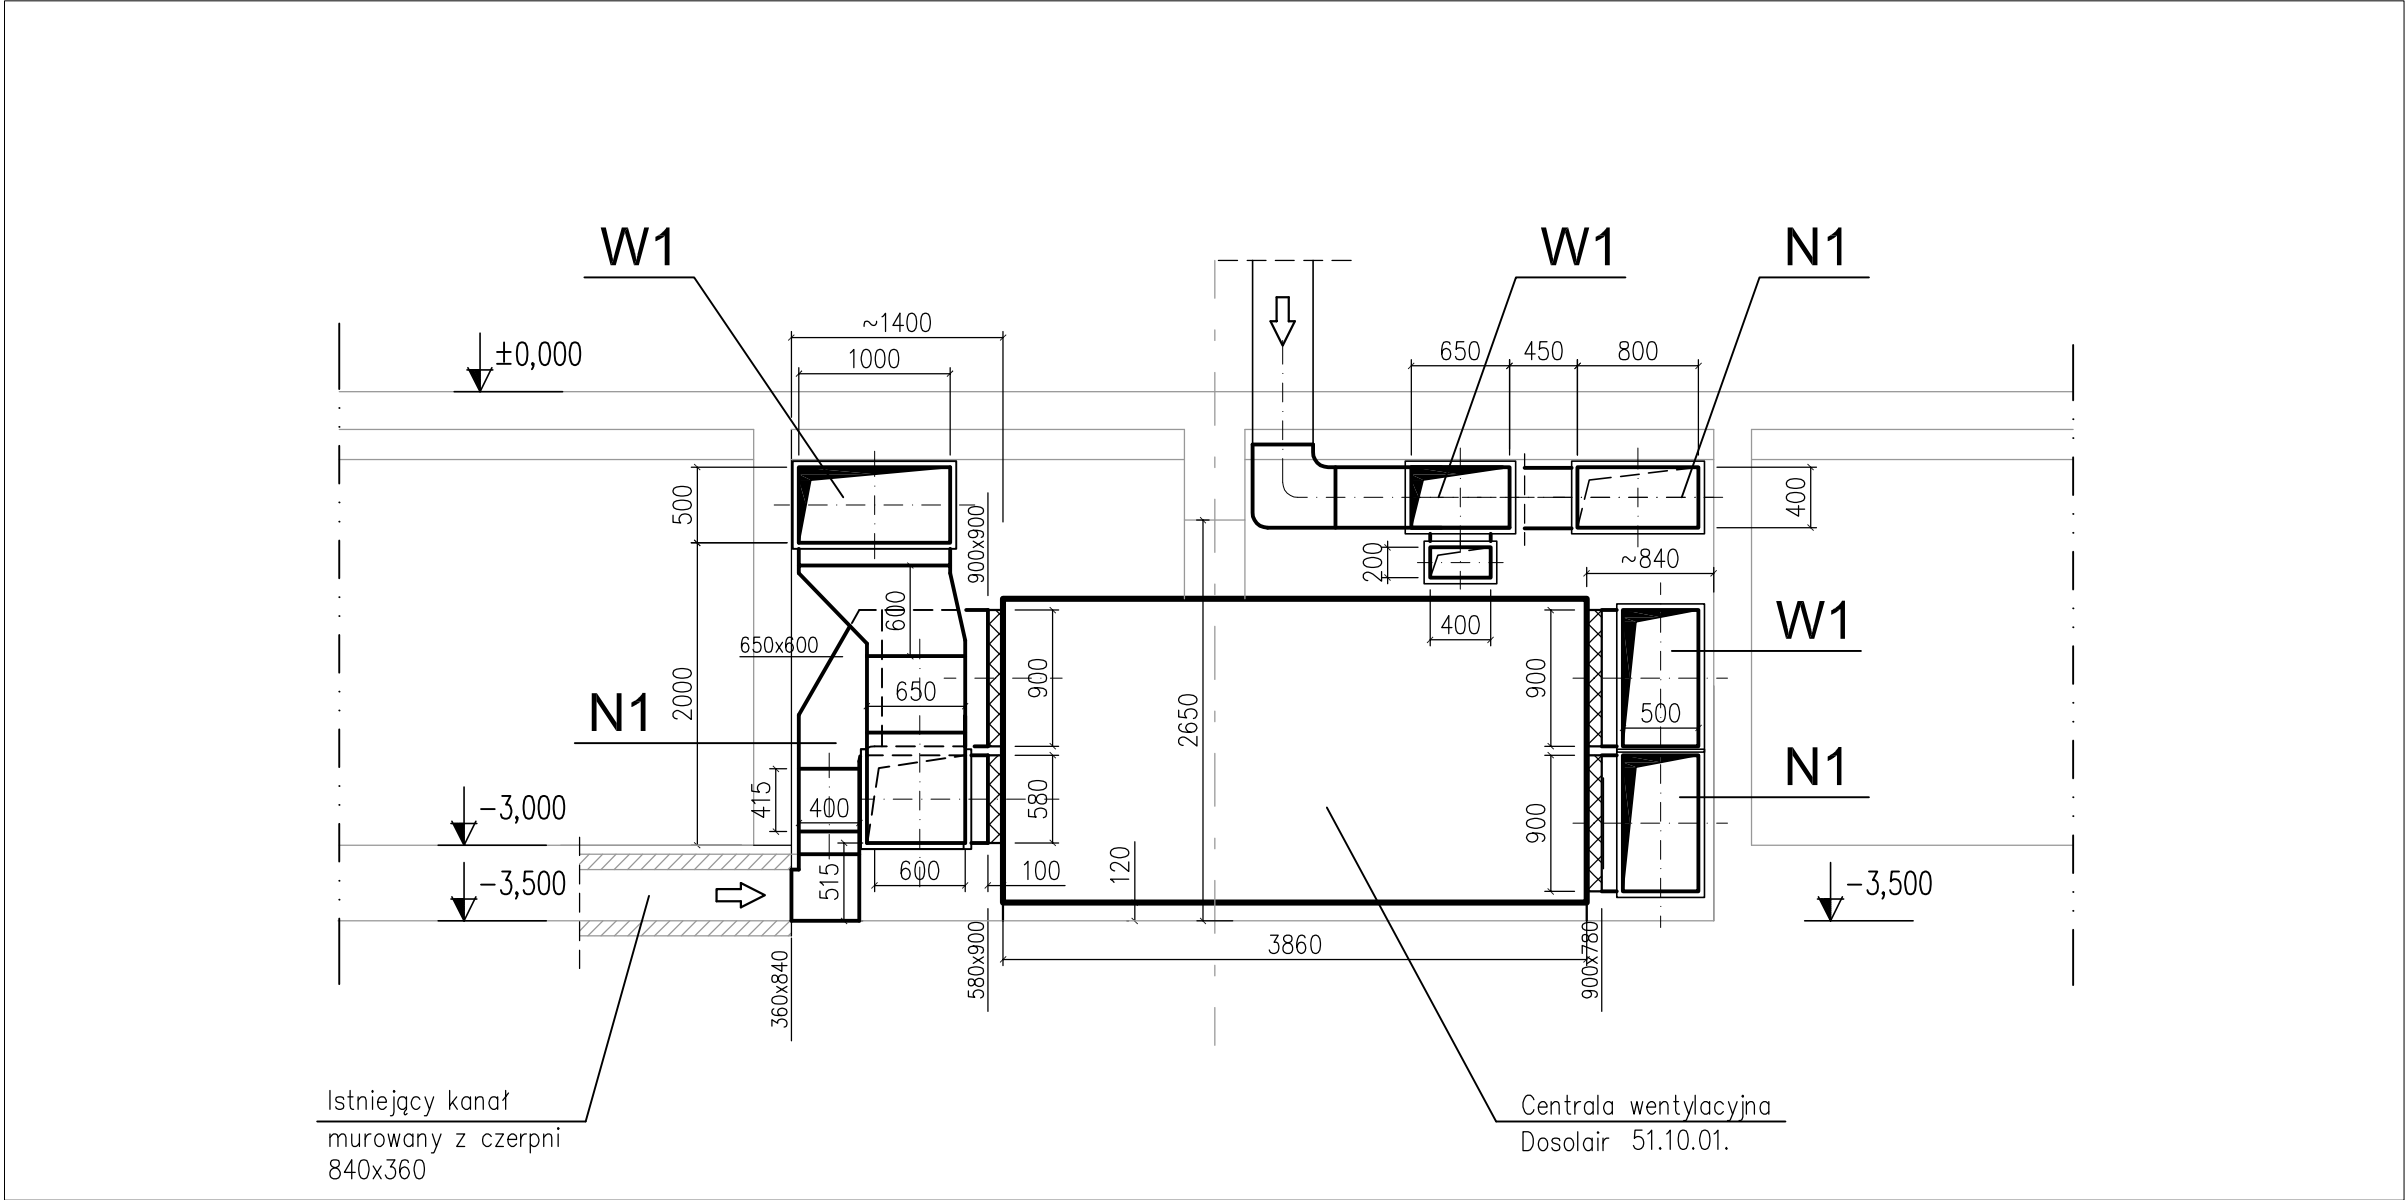 W1
W1
N1
~1400
±0,000
1000
650
450
800
500
900x900
400
200
~840
600
650x600
400
W1
900
900
650
2000
N1
2650
500
N1
415
400
580
900
-3,000
-3,500
515
600
100
120
-3,500
360x840
580x900
3860
900x780
Istniejący kanał
murowany z czerpni
840x360
Centrala wentylacyjna
Dosolair 51.10.01.